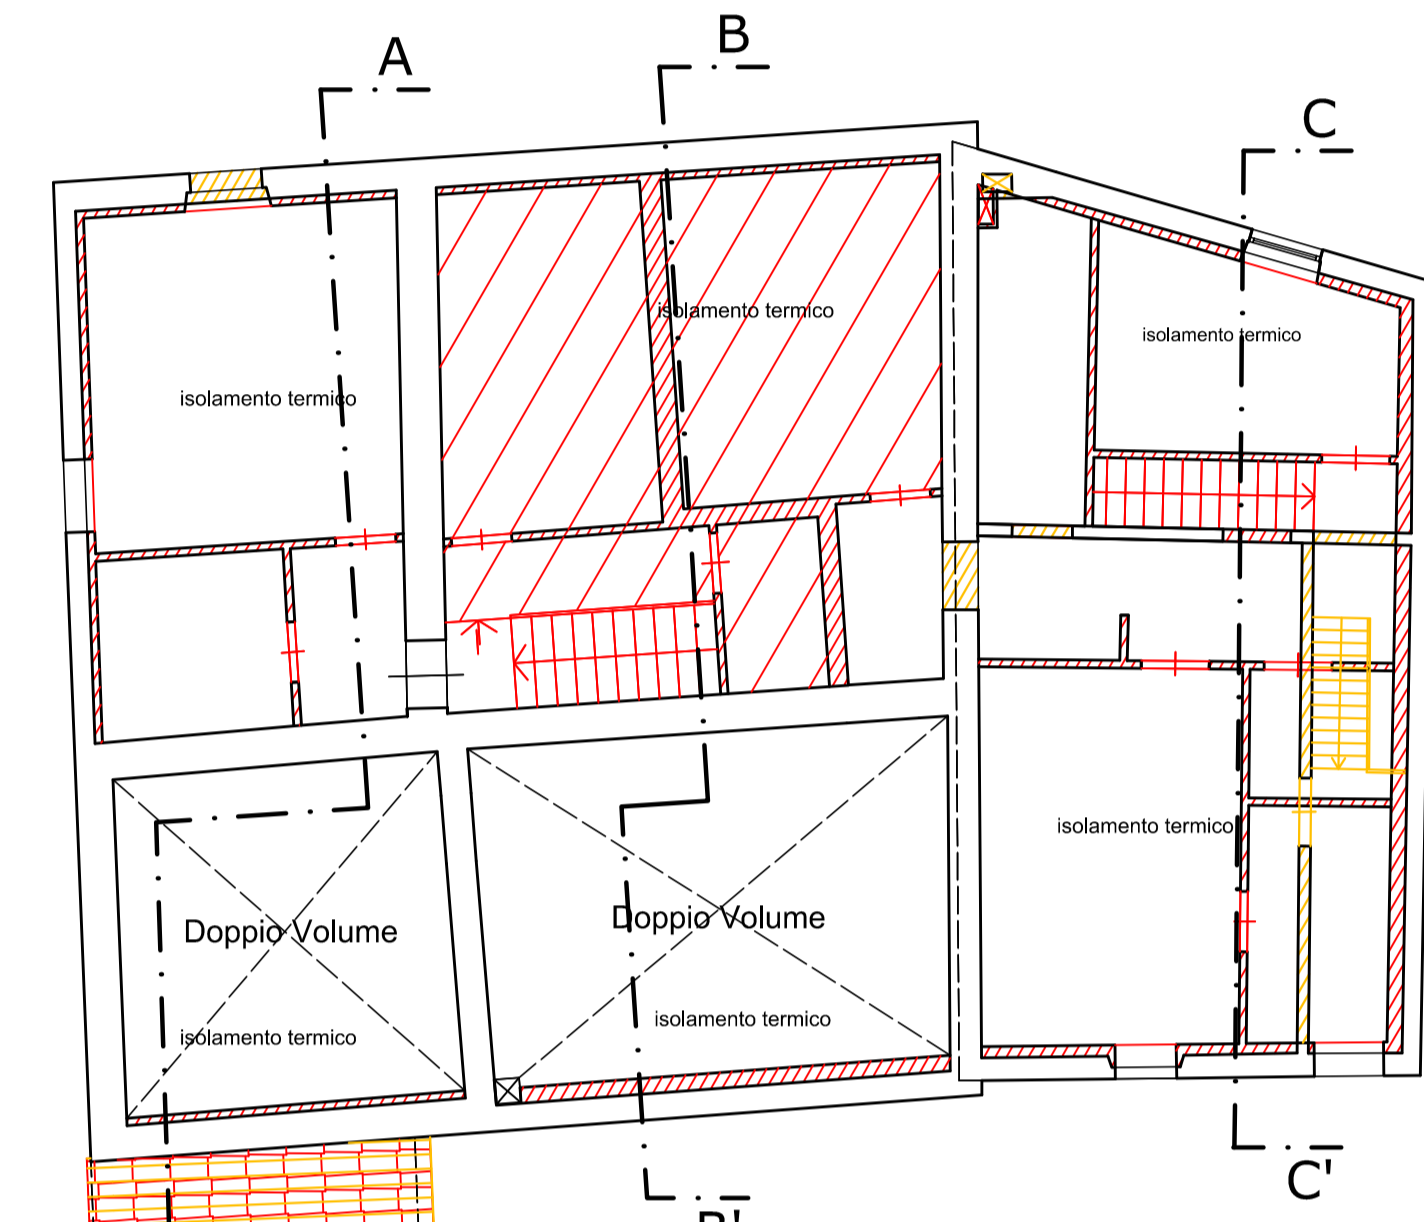 B
A
C
isolamento termico
isolamento termico
isolamento termico
isolamento termico
Doppio Volume
Doppio Volume
isolamento termico
isolamento termico
C'
B'